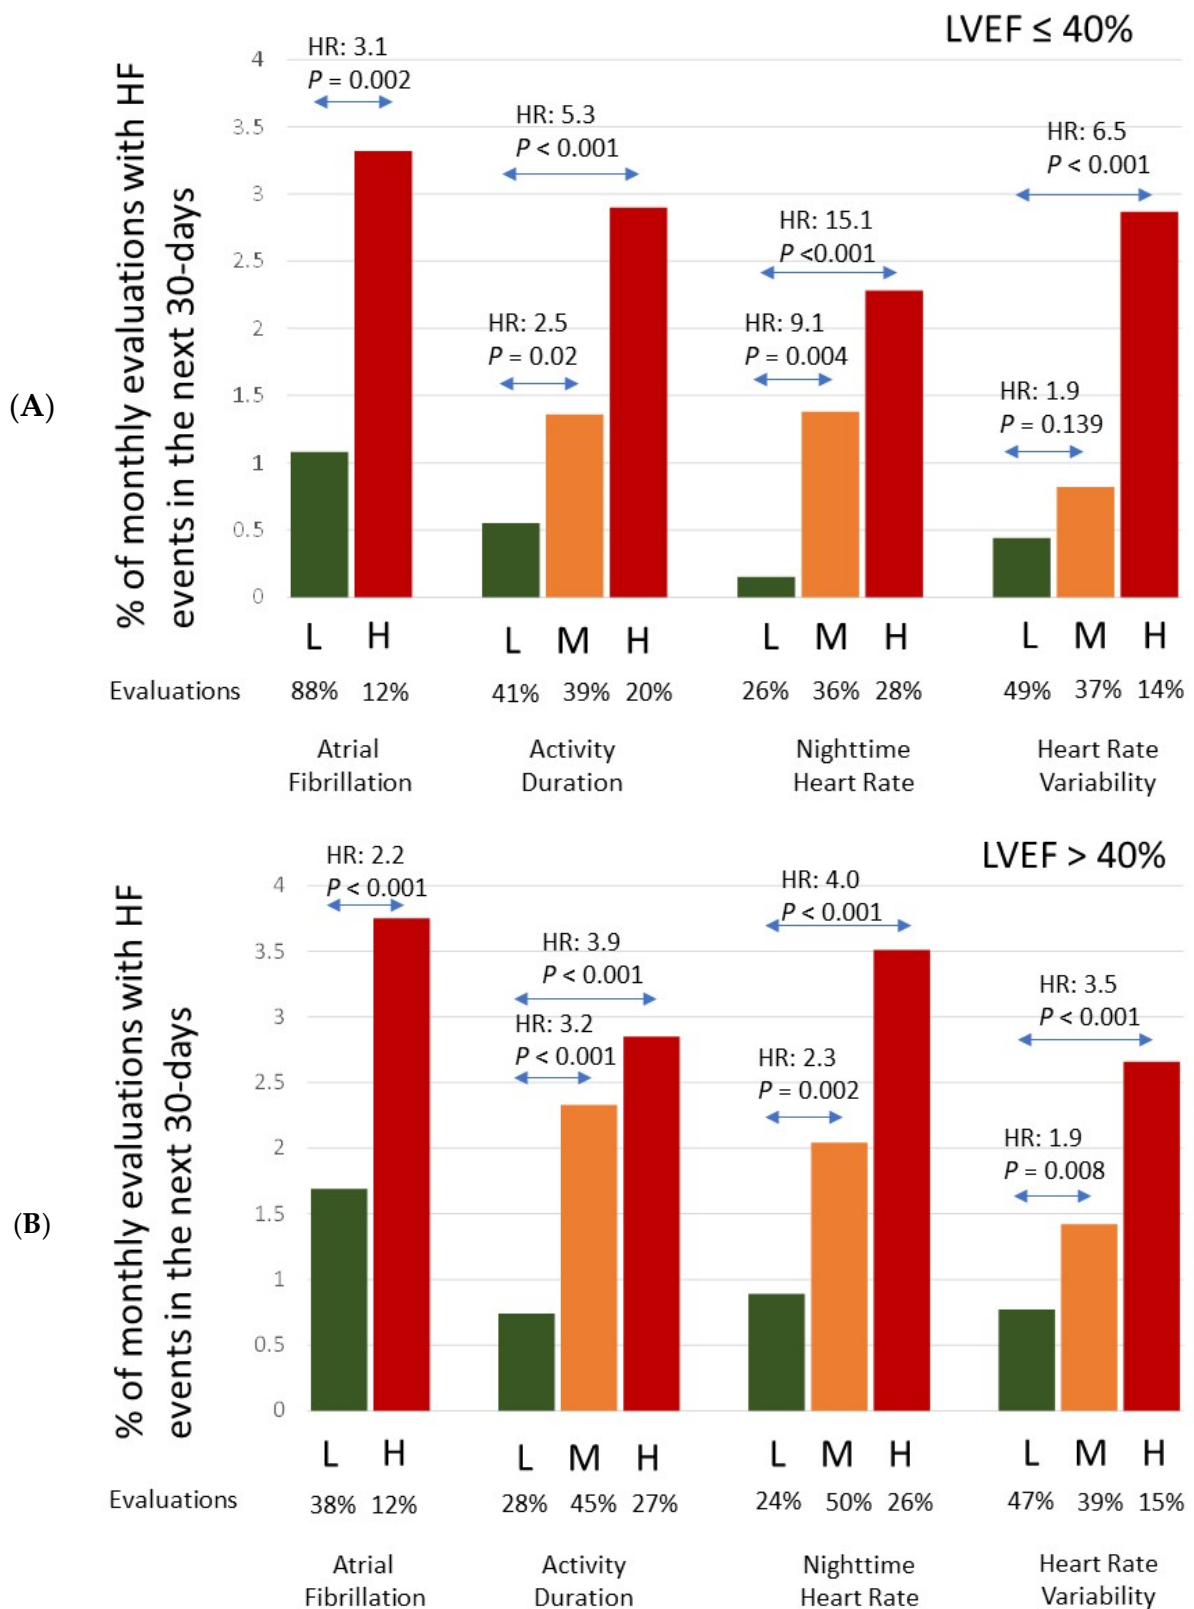 LVEF ≤ 40%
(A)
% of monthly evaluations with HF
events in the next 30-days
4
3.5
3
2.5
2
1.5
1
0.5
0
HR: 3.1
P = 0.002
HR: 5.3
P < 0.001
HR: 2.5
P = 0.02
HR: 15.1
P <0.001
HR: 9.1
P = 0.004
HR: 6.5
P < 0.001
HR: 1.9
P = 0.139
L H L M H L M H L M H
Evaluations 88% 12% 41% 39% 20% 26% 36% 28% 49% 37% 14%
Atrial
Fibrillation
Activity
Duration
Nighttime
Heart Rate
Heart Rate
Variability
LVEF > 40%
(B)
% of monthly evaluations with HF
events in the next 30-days
4
3.5
3
2.5
2
1.5
1
0.5
0
HR: 2.2
P < 0.001
HR: 3.9
P < 0.001
HR: 3.2
P < 0.001
HR: 4.0
P < 0.001
HR: 2.3
P = 0.002
HR: 3.5
P < 0.001
HR: 1.9
P = 0.008
L H L M H L M H L M H
Evaluations 38% 12% 28% 45% 27% 24% 50% 26% 47% 39% 15%
Atrial
Fibrillation
Activity
Duration
Nighttime
Heart Rate
Heart Rate
Variability